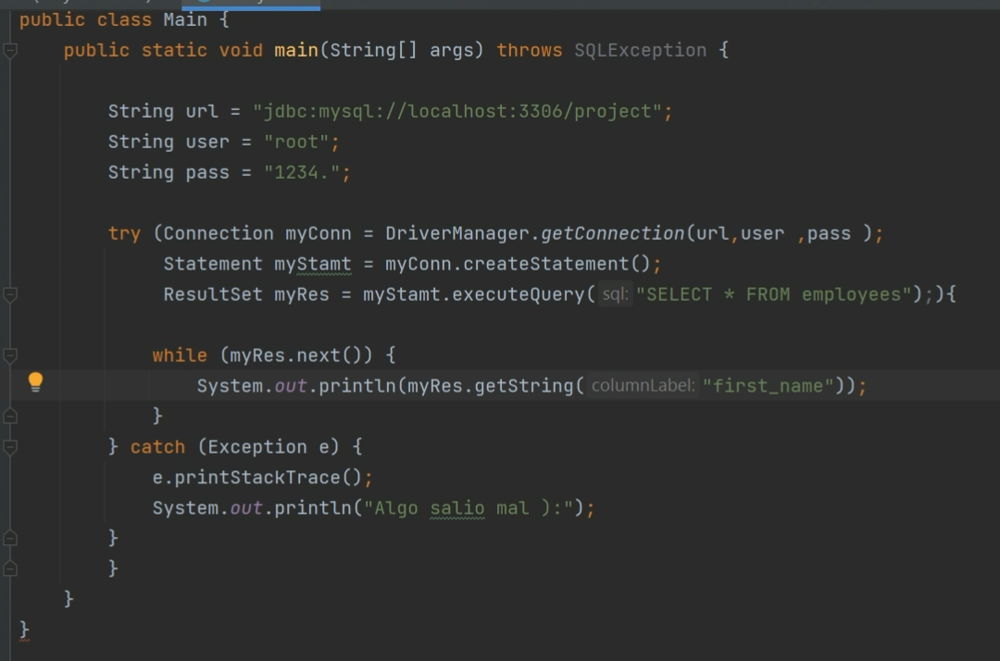 public class Main {
public static void main(String[] args) throws SQLException {
String url = "jdbc:mysql://localhost:3306/project";
String user = "root";
String pass = "1234.";
try (Connection myConn = DriverManager.getConnection(url,user ,pass );
Statement myStamt = myConn.createStatement();
ResultSet myRes = myStamt.executeQuery( sql: "SELECT * FROM employees");){
while (myRes.next()) {
System.out.println(myRes.getString( columnLabel: "first_name"));
}
} catch (Exception e) {
e.printStackTrace();
System.out.println("Algo salio mal ):");
}
}
}
}